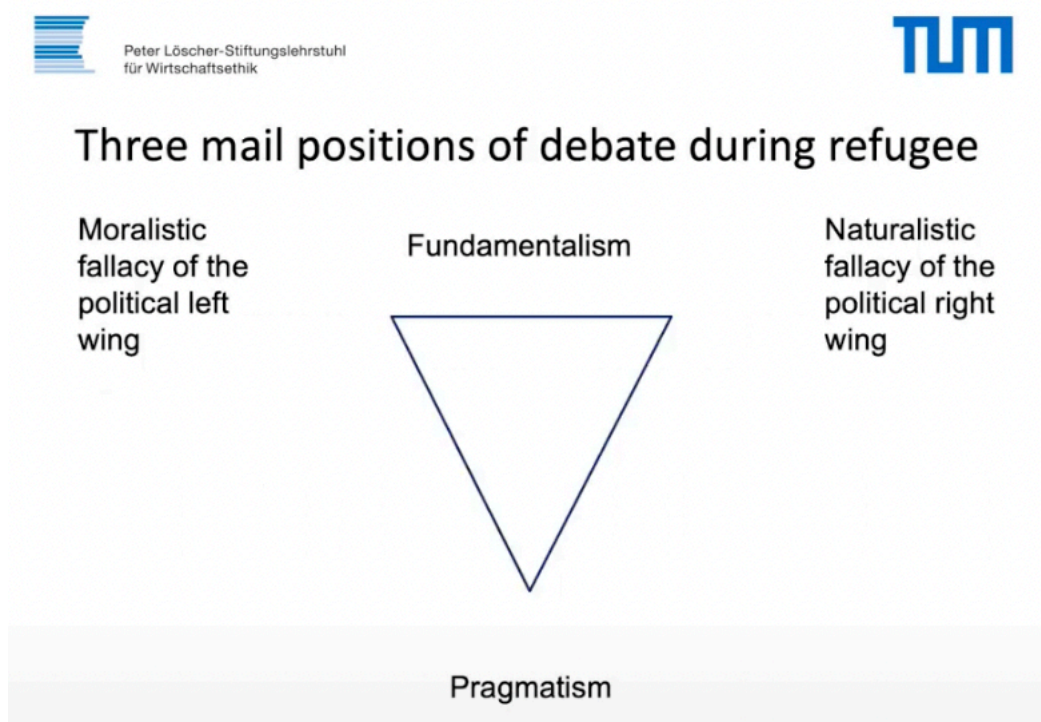 Peter Löscher-Stiftungslehrstuhl
für Wirtschaftsethik
TUM
Three mail positions of debate during refugee
Moralistic
fallacy of the
political left
wing
Fundamentalism
Naturalistic
fallacy of the
political right
wing
Pragmatism